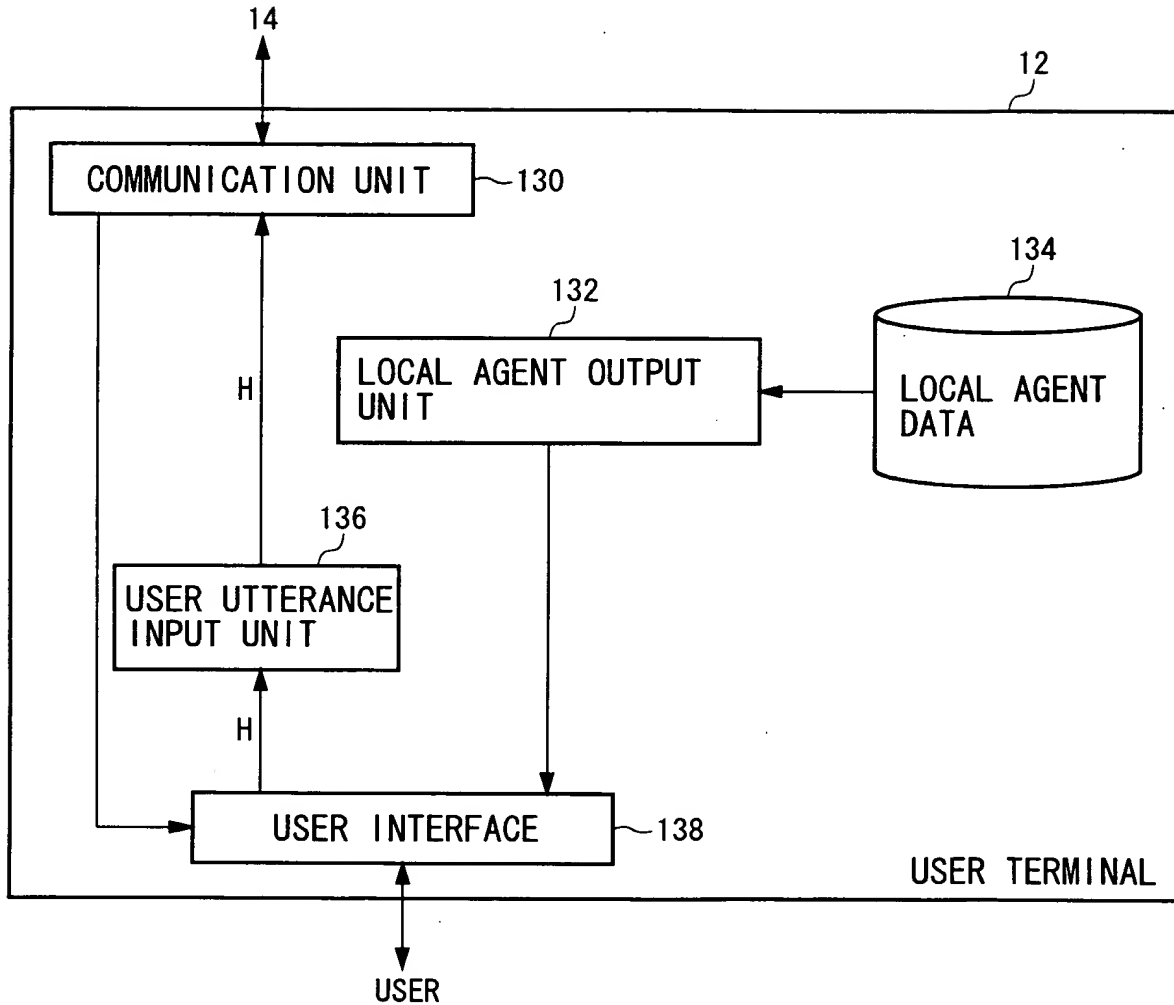 14
12
COMMUNICATION UNIT
130
134
132
LOCAL AGENT OUTPUT
UNIT
LOCAL AGENT
DATA
H
136
USER UTTERANCE
INPUT UNIT
H
USER INTERFACE
138
USER TERMINAL
USER